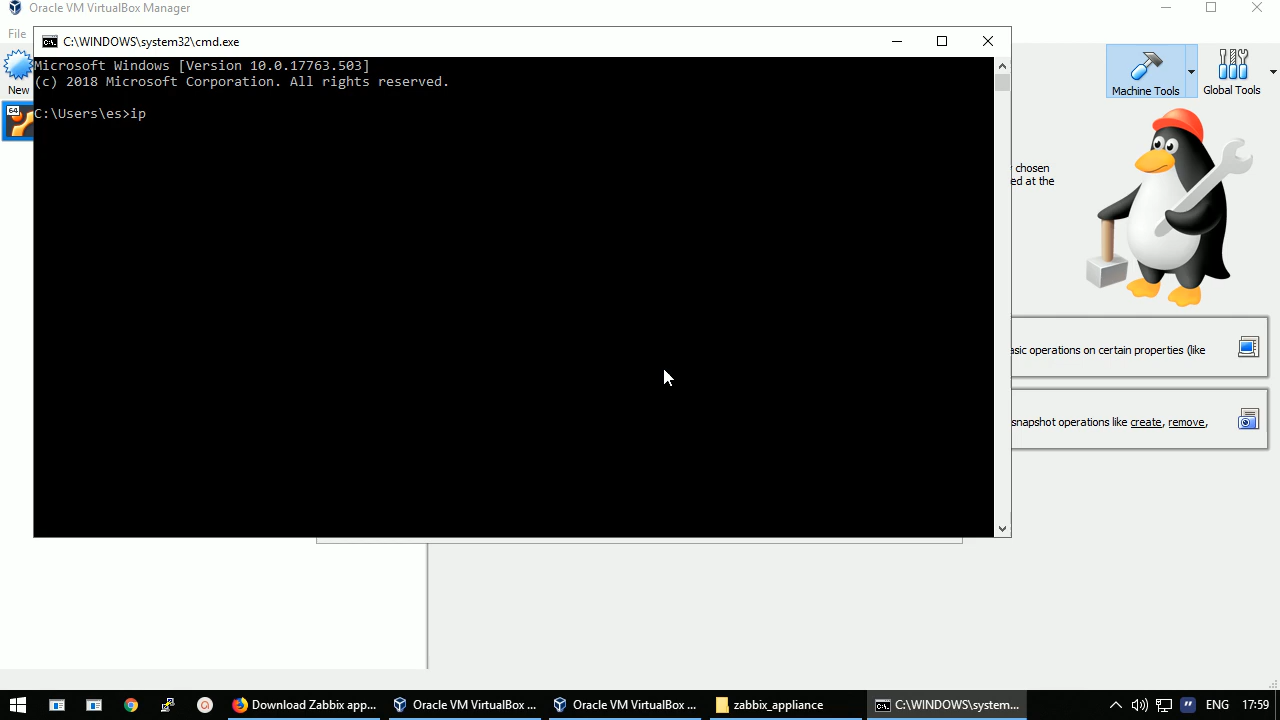 Oracle VM VirtualBox Manager
File
C:\WINDOWS\system32\cmd.exe
Microsoft Windows [Version 10.0.17763.503]
(c) 2018 Microsoft Corporation. All rights reserved.
C:\Users\es>ip
New
64
Machine Tools
Global Tools
chosen
ed at the
asic operations on certain properties (like
snapshot operations like create, remove,
Download Zabbix app...
Oracle VM VirtualBox ...
Oracle VM VirtualBox ...
zabbix_appliance
C:\WINDOWS\system...
ENG
17:59